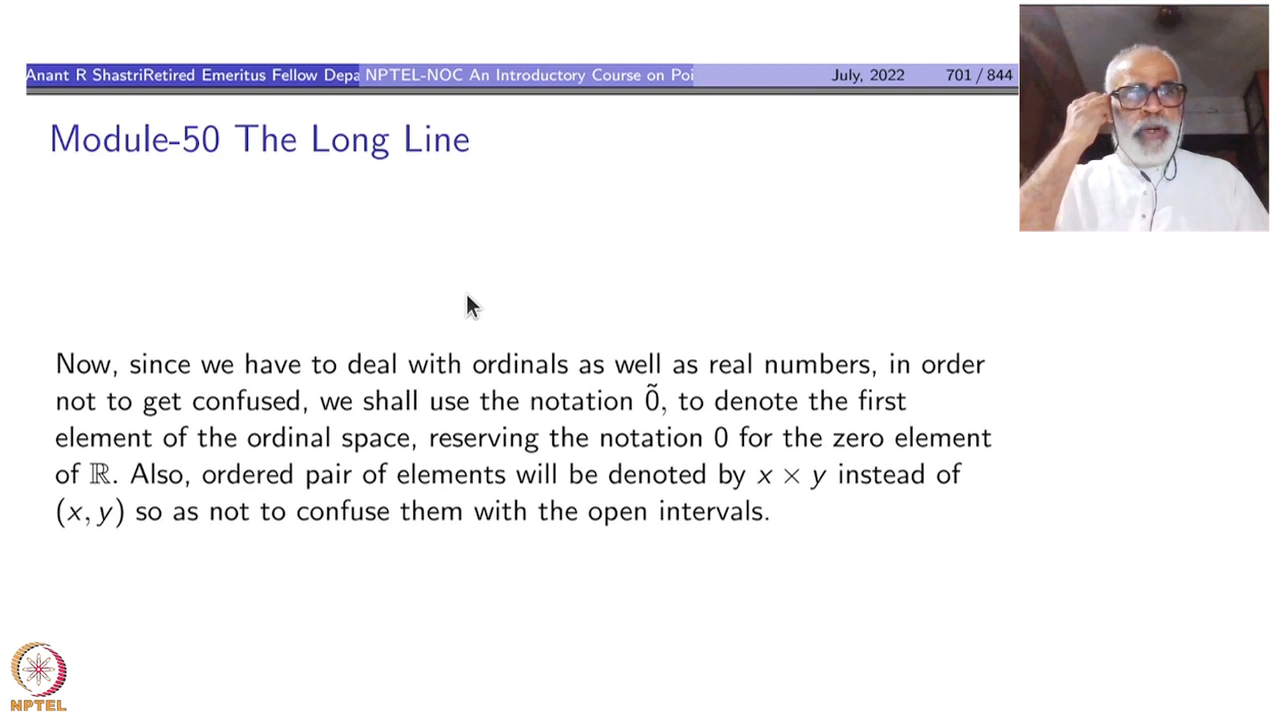 Anant R ShastriRetired Emeritus Fellow Depa NPTEL-NOC An Introductory Course on Poi July, 2022 701 / 844
Module-50 The Long Line
Now, since we have to deal with ordinals as well as real numbers, in order
not to get confused, we shall use the notation 0̃, to denote the first
element of the ordinal space, reserving the notation 0 for the zero element
of ℝ. Also, ordered pair of elements will be denoted by x × y instead of
(x, y) so as not to confuse them with the open intervals.
NPTEL